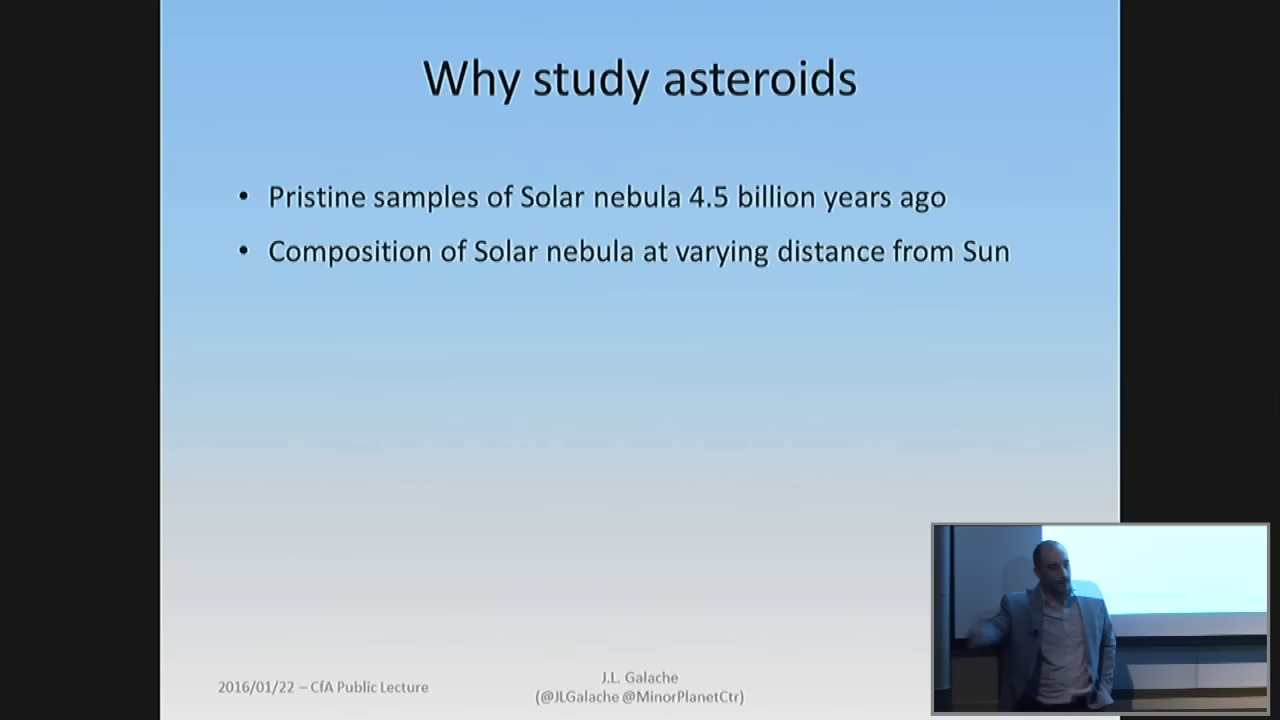 Why study asteroids
• Pristine samples of Solar nebula 4.5 billion years ago
• Composition of Solar nebula at varying distance from Sun
2016/01/22 – CfA Public Lecture
J.L. Galache
(@JLGalache @MinorPlanetCtr)